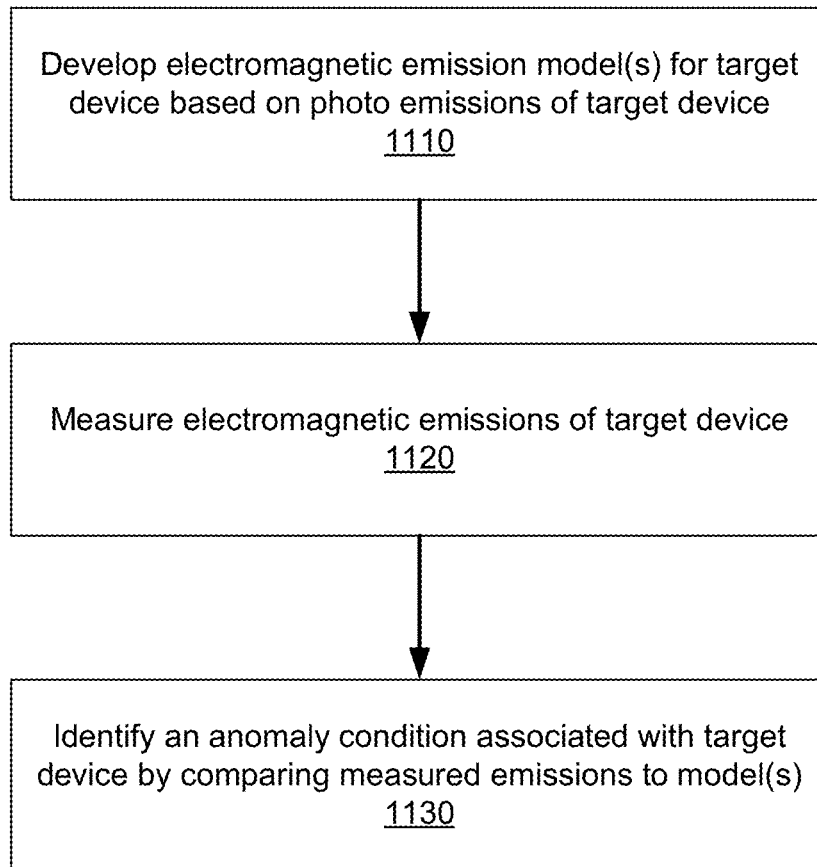 Develop electromagnetic emission model(s) for target
device based on photo emissions of target device
1110
Measure electromagnetic emissions of target device
1120
Identify an anomaly condition associated with target
device by comparing measured emissions to model(s)
1130